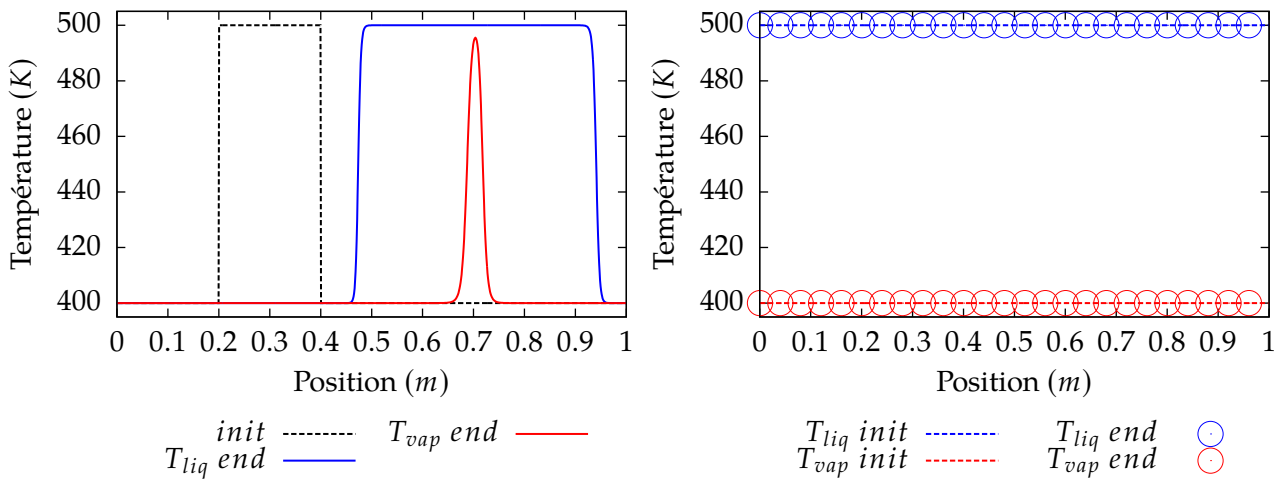 500
480
460
440
420
400
Température (K)
0 0.1 0.2 0.3 0.4 0.5 0.6 0.7 0.8 0.9 1
Position (m)
init
T_liq end
T_vap end
500
480
460
440
420
400
Température (K)
0 0.1 0.2 0.3 0.4 0.5 0.6 0.7 0.8 0.9 1
Position (m)
T_liq init
T_vap init
T_liq end
T_vap end